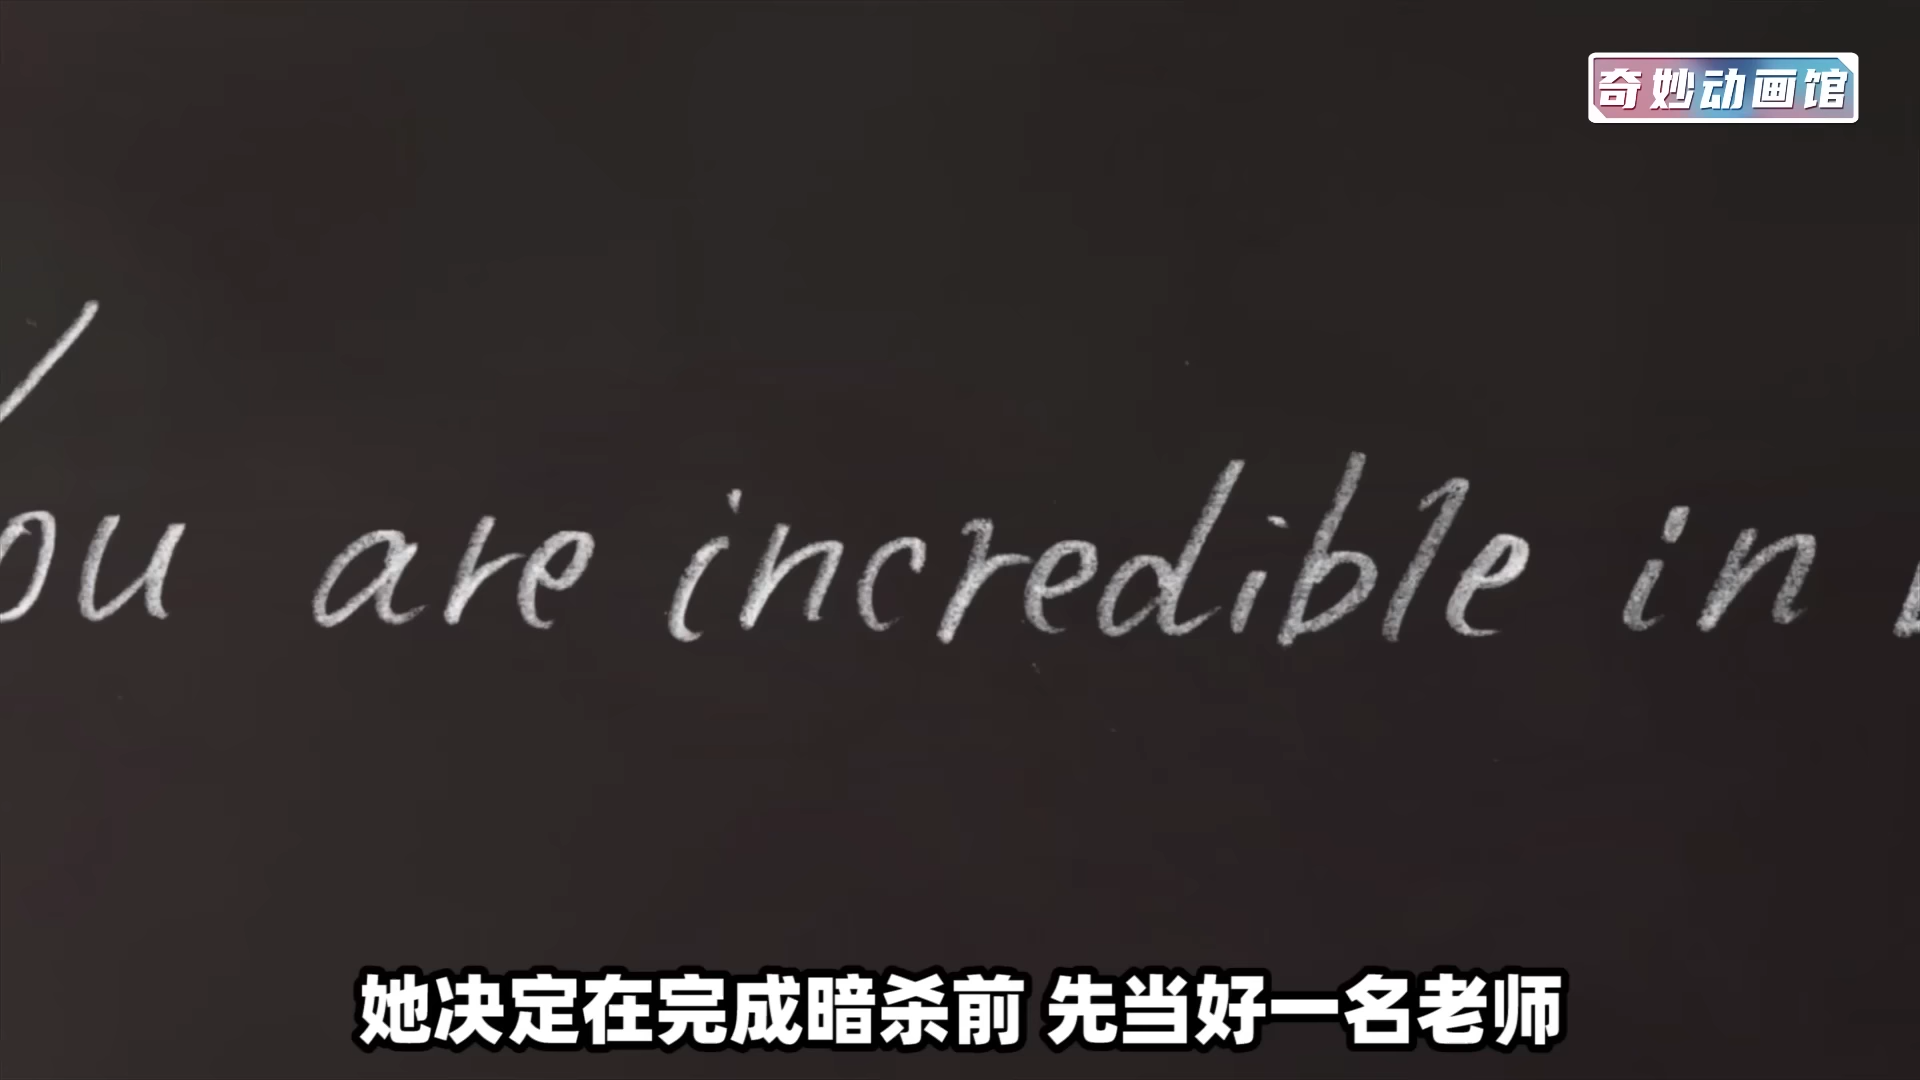 奇妙动画馆
ou are incredible in
她决定在完成暗杀前 先当好一名老师